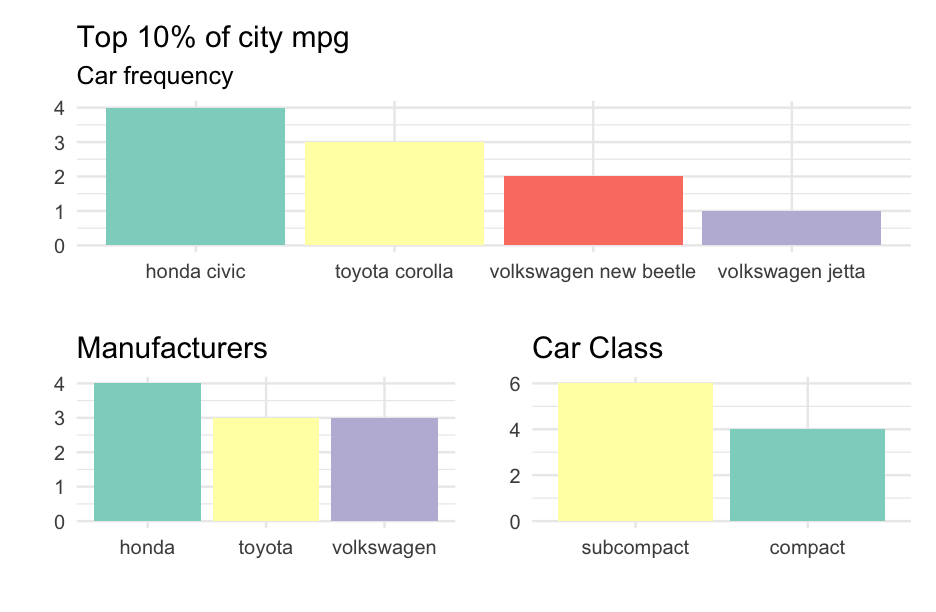 Top 10% of city mpg
Car frequency
4
3
2
1
0
honda civic toyota corolla volkswagen new beetle volkswagen jetta
Manufacturers
4
3
2
1
0
honda toyota volkswagen
Car Class
6
4
2
0
subcompact compact